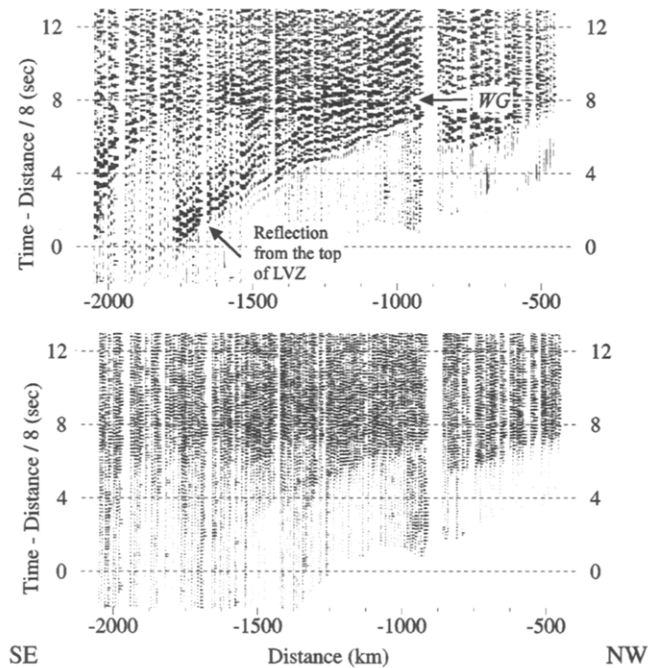 12 12
Time - Distance / 8 (sec)
8 WG 8
4 4
Reflection
from the top
of LVZ
0 0
-2000 -1500 -1000 -500
12 12
Time - Distance / 8 (sec)
8 8
4 4
0 0
-2000 -1500 -1000 -500
SE Distance (km) NW